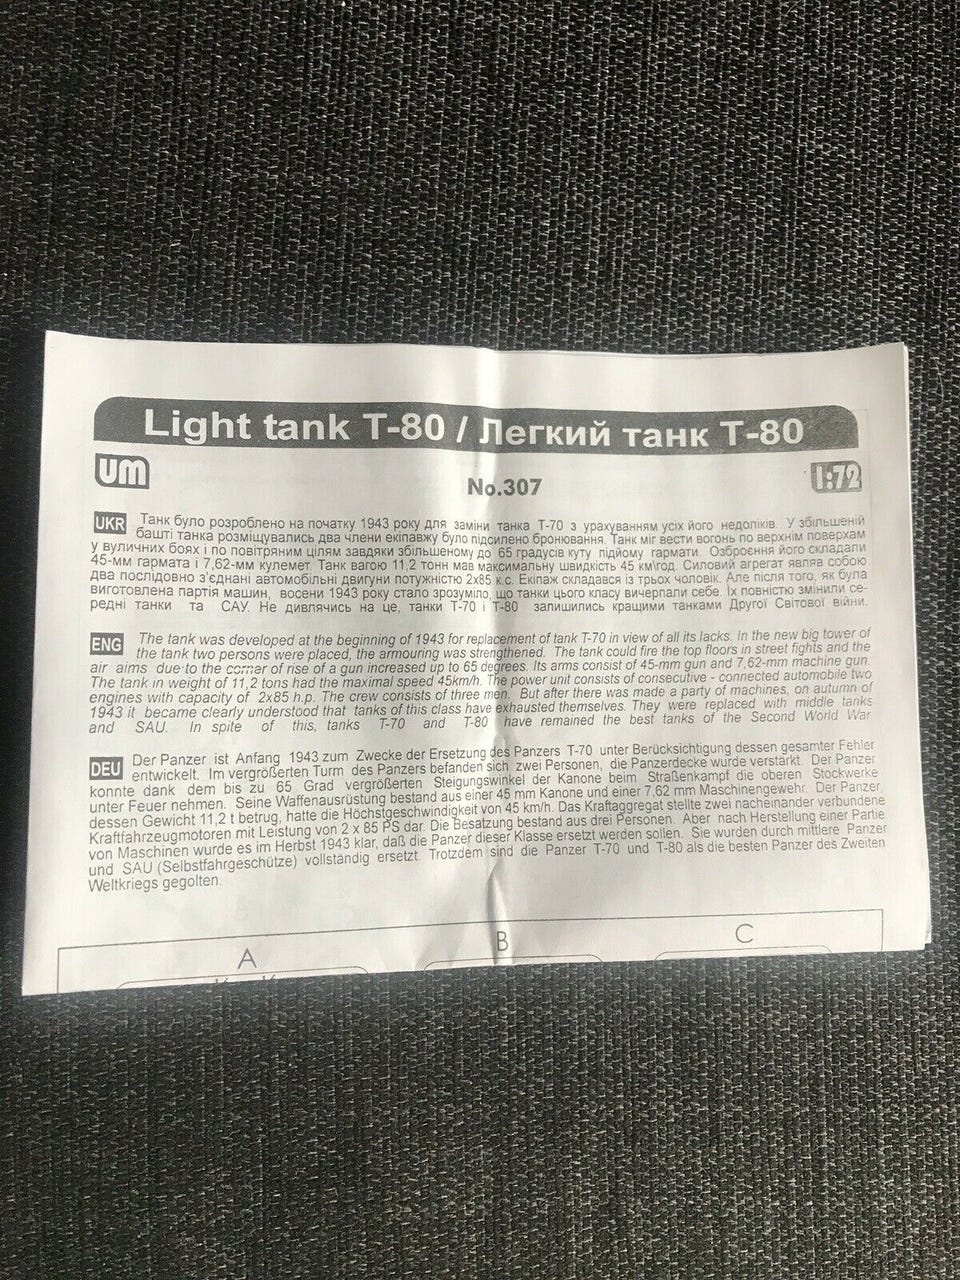 Light tank T-80 / Легкий танк Т-80
UM
No.307
1:72
UKR Танк було розроблено на початку 1943 року для заміни танка Т-70 з урахуванням усіх його недоліків. У збільшеній
башті танка розміщувались два члени екіпажу було підсилено бронювання. Танк міг вести вогонь по верхнім поверхам
у вуличних боях і по повітряним цілям завдяки збільшеному до 65 градусів куту підйому гармати. Озброєння його складали
45-мм гармата і 7,62-мм кулемет. Танк вагою 11,2 тонн мав максимальну швидкість 45 км\год. Силовий агрегат являв собою
два послідовно з'єднані автомобільні двигуни потужністю 2х85 к.с. Екіпаж складався із трьох чоловік. Але після того, як була
виготовлена партія машин, восени 1943 року стало зрозуміло, що танки цього класу вичерпали себе. Їх повністю змінили се-
редні танки та САУ. Не дивлячись на це, танки Т-70 і Т-80 залишились кращими танками Другої Світової війни.
ENG The tank was developed at the beginning of 1943 for replacement of tank T-70 in view of all its lacks. In the new big tower of
the tank two persons were placed, the armouring was strengthened. The tank could fire the top floors in street fights and the
air aims due to the corner of rise of a gun increased up to 65 degrees. Its arms consist of 45-mm gun and 7,62-mm machine gun.
The tank in weight of 11,2 tons had the maximal speed 45km/h. The power unit consists of consecutive - connected automobile two
engines with capacity of 2x85 h.p. The crew consists of three men. But after there was made a party of machines, on autumn of
1943 it became clearly understood that tanks of this class have exhausted themselves. They were replaced with middle tanks
and SAU. In spite of this, tanks T-70 and T-80 have remained the best tanks of the Second World War
DEU Der Panzer ist Anfang 1943 zum Zwecke der Ersetzung des Panzers T-70 unter Berücksichtigung dessen gesamter Fehler
entwickelt. Im vergrößerten Turm des Panzers befanden sich zwei Personen, die Panzerdecke wurde verstärkt. Der Panzer
konnte dank dem bis zu 65 Grad vergrößerten Steigungswinkel der Kanone beim Straßenkampf die oberen Stockwerke
unter Feuer nehmen. Seine Waffenausrüstung bestand aus einer 45 mm Kanone und einer 7,62 mm Maschinengewehr. Der Panzer,
dessen Gewicht 11,2 t betrug, hatte die Höchstgeschwindigkeit von 45 km/h. Das Kraftaggregat stellte zwei nacheinander verbundene
Kraftfahrzeugmotoren mit Leistung von 2 x 85 PS dar. Die Besatzung bestand aus drei Personen. Aber nach Herstellung einer Partie
von Maschinen wurde es im Herbst 1943 klar, daß die Panzer dieser Klasse ersetzt werden sollen. Sie wurden durch mittlere Panzer
und SAU (Selbstfahrgeschütze) vollständig ersetzt. Trotzdem sind die Panzer T-70 und T-80 als die besten Panzer des Zweiten
Weltkriegs gegolten.
A B C